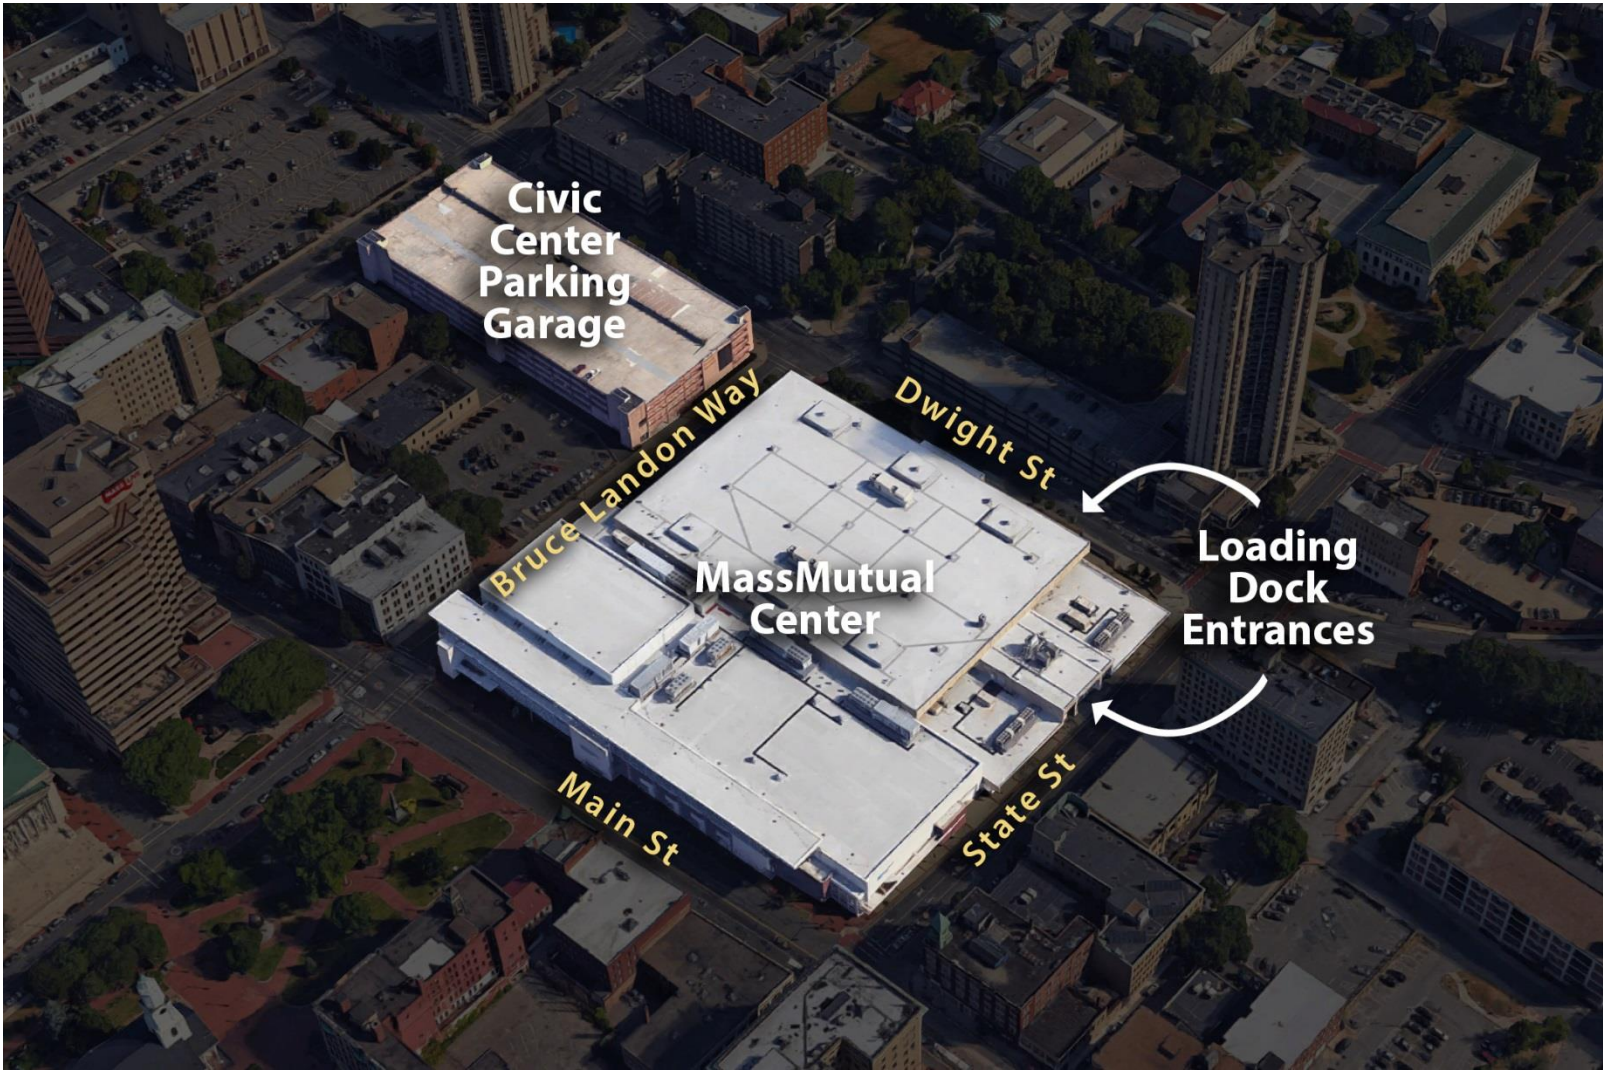 Civic
Center
Parking
Garage
Bruce Landon Way
Dwight St
MassMutual
Center
Loading
Dock
Entrances
Main St
State St